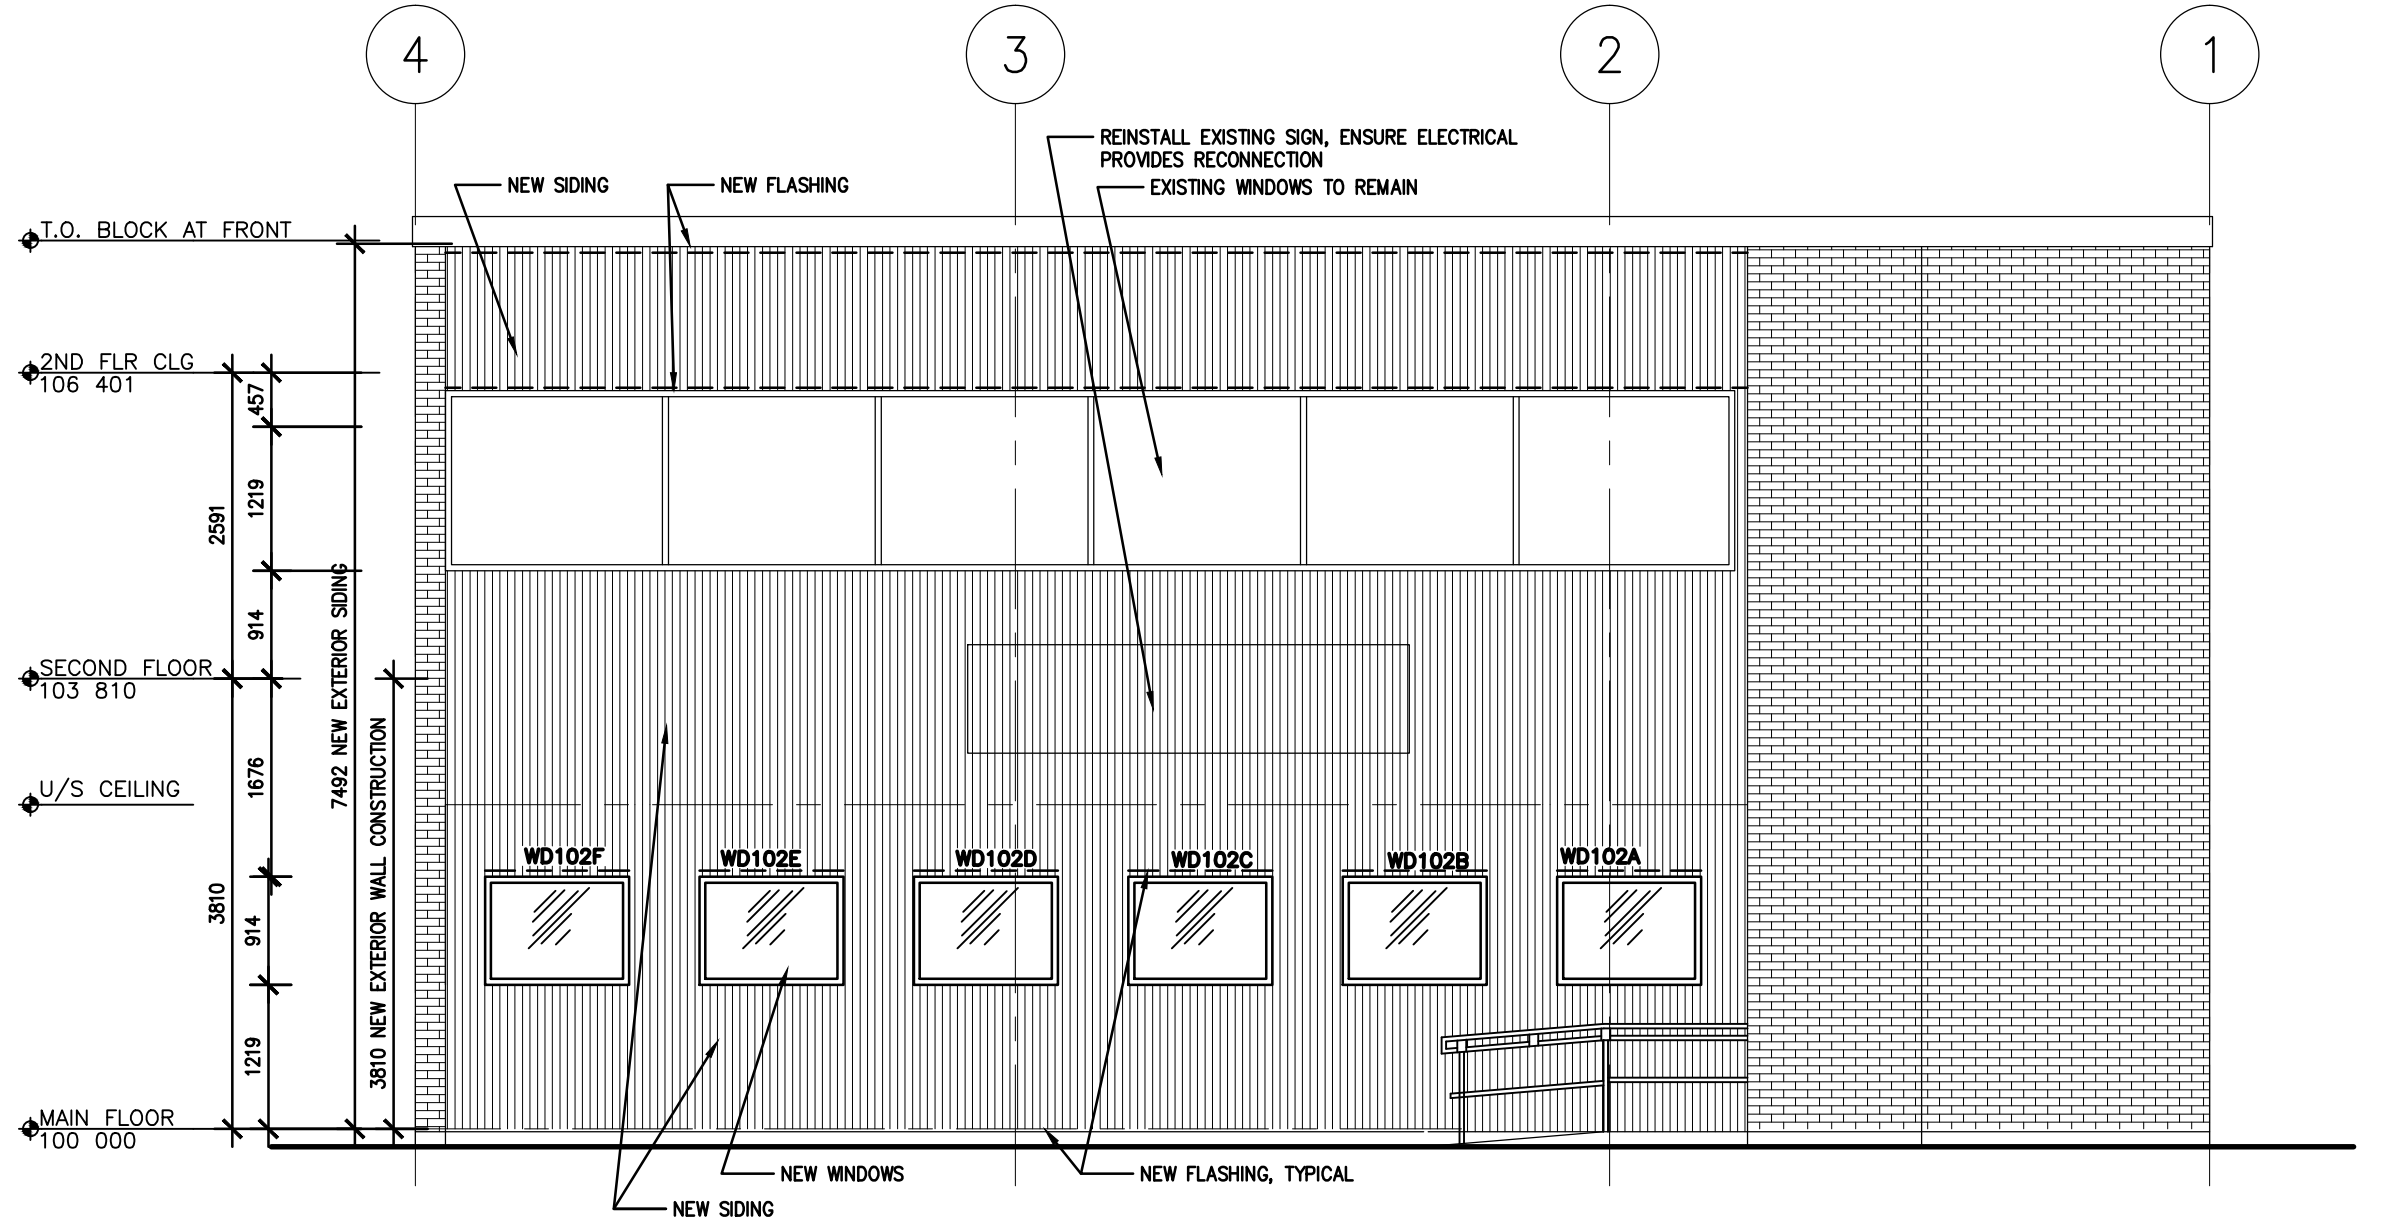 4
3
2
1
REINSTALL EXISTING SIGN, ENSURE ELECTRICAL
PROVIDES RECONNECTION
NEW SIDING
NEW FLASHING
EXISTING WINDOWS TO REMAIN
T.O. BLOCK AT FRONT
2ND FLR CLG
106 401
457
1219
2591
914
SECOND FLOOR
103 810
7492 NEW EXTERIOR SIDING
3810 NEW EXTERIOR WALL CONSTRUCTION
1676
U/S CEILING
WD102F
WD102E
WD102D
WD102C
WD102B
WD102A
3810
914
1219
MAIN FLOOR
100 000
NEW WINDOWS
NEW FLASHING, TYPICAL
NEW SIDING